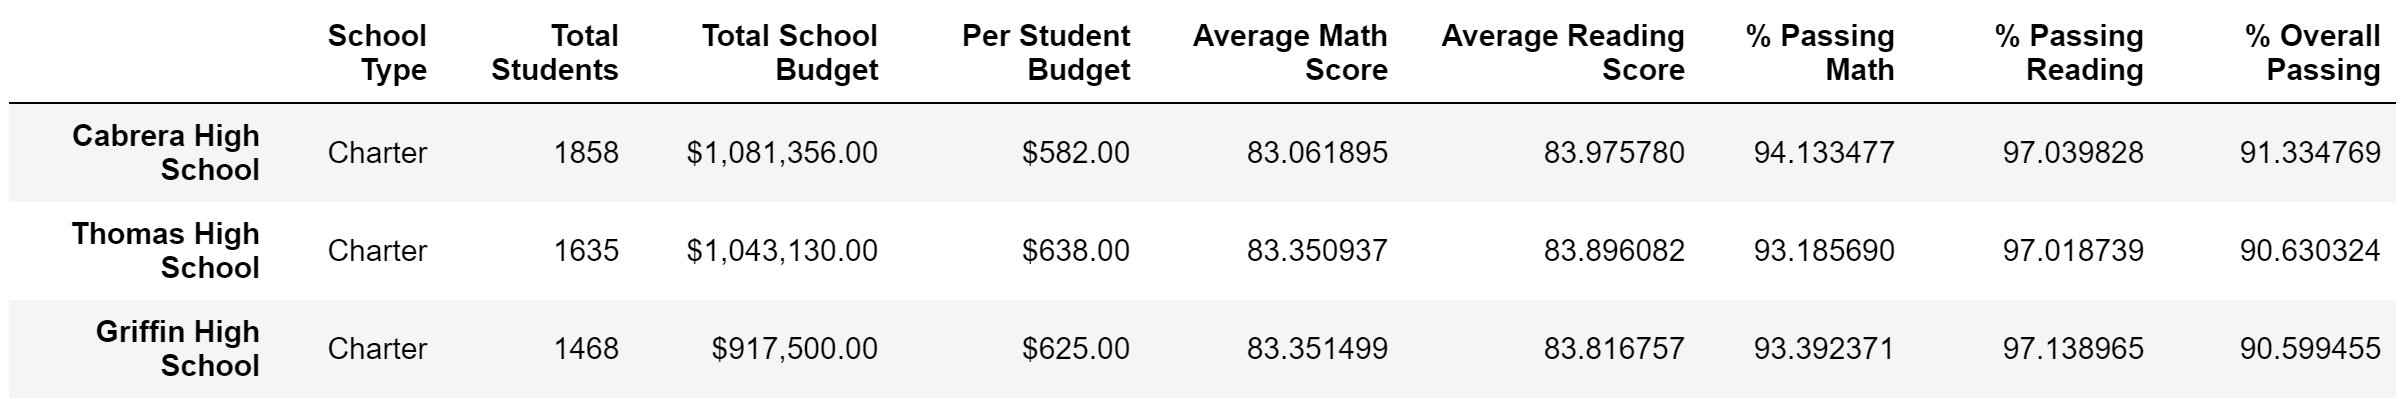 School Type Total Students Total School Budget Per Student Budget Average Math Score Average Reading Score % Passing Math % Passing Reading % Overall Passing
Cabrera High School Charter 1858 $1,081,356.00 $582.00 83.061895 83.975780 94.133477 97.039828 91.334769
Thomas High School Charter 1635 $1,043,130.00 $638.00 83.350937 83.896082 93.185690 97.018739 90.630324
Griffin High School Charter 1468 $917,500.00 $625.00 83.351499 83.816757 93.392371 97.138965 90.599455